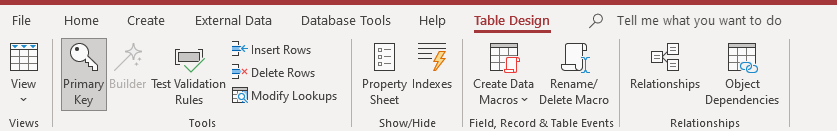 File Home Create External Data Database Tools Help Table Design Tell me what you want to do
View
Primary Key
Builder
Test Validation Rules
Insert Rows
Delete Rows
Modify Lookups
Property Sheet
Indexes
Create Data Macros
Rename/ Delete Macro
Relationships
Object Dependencies
Views Tools Show/Hide Field, Record & Table Events Relationships